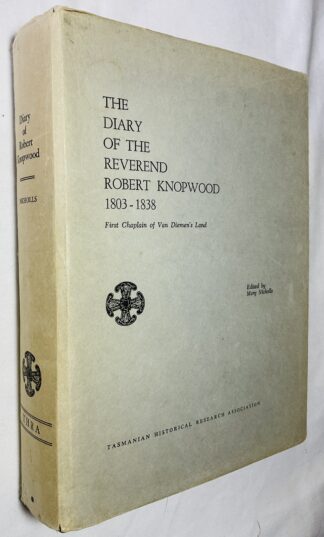 THE
DIARY
OF THE
REVEREND
ROBERT KNOPWOOD
1803 - 1838
First Chaplain of Van Diemen's Land
Edited by
Mary Nicholls
TASMANIAN HISTORICAL RESEARCH ASSOCIATION
Diary
of
Robert
Knopwood
NICHOLLS
THRA